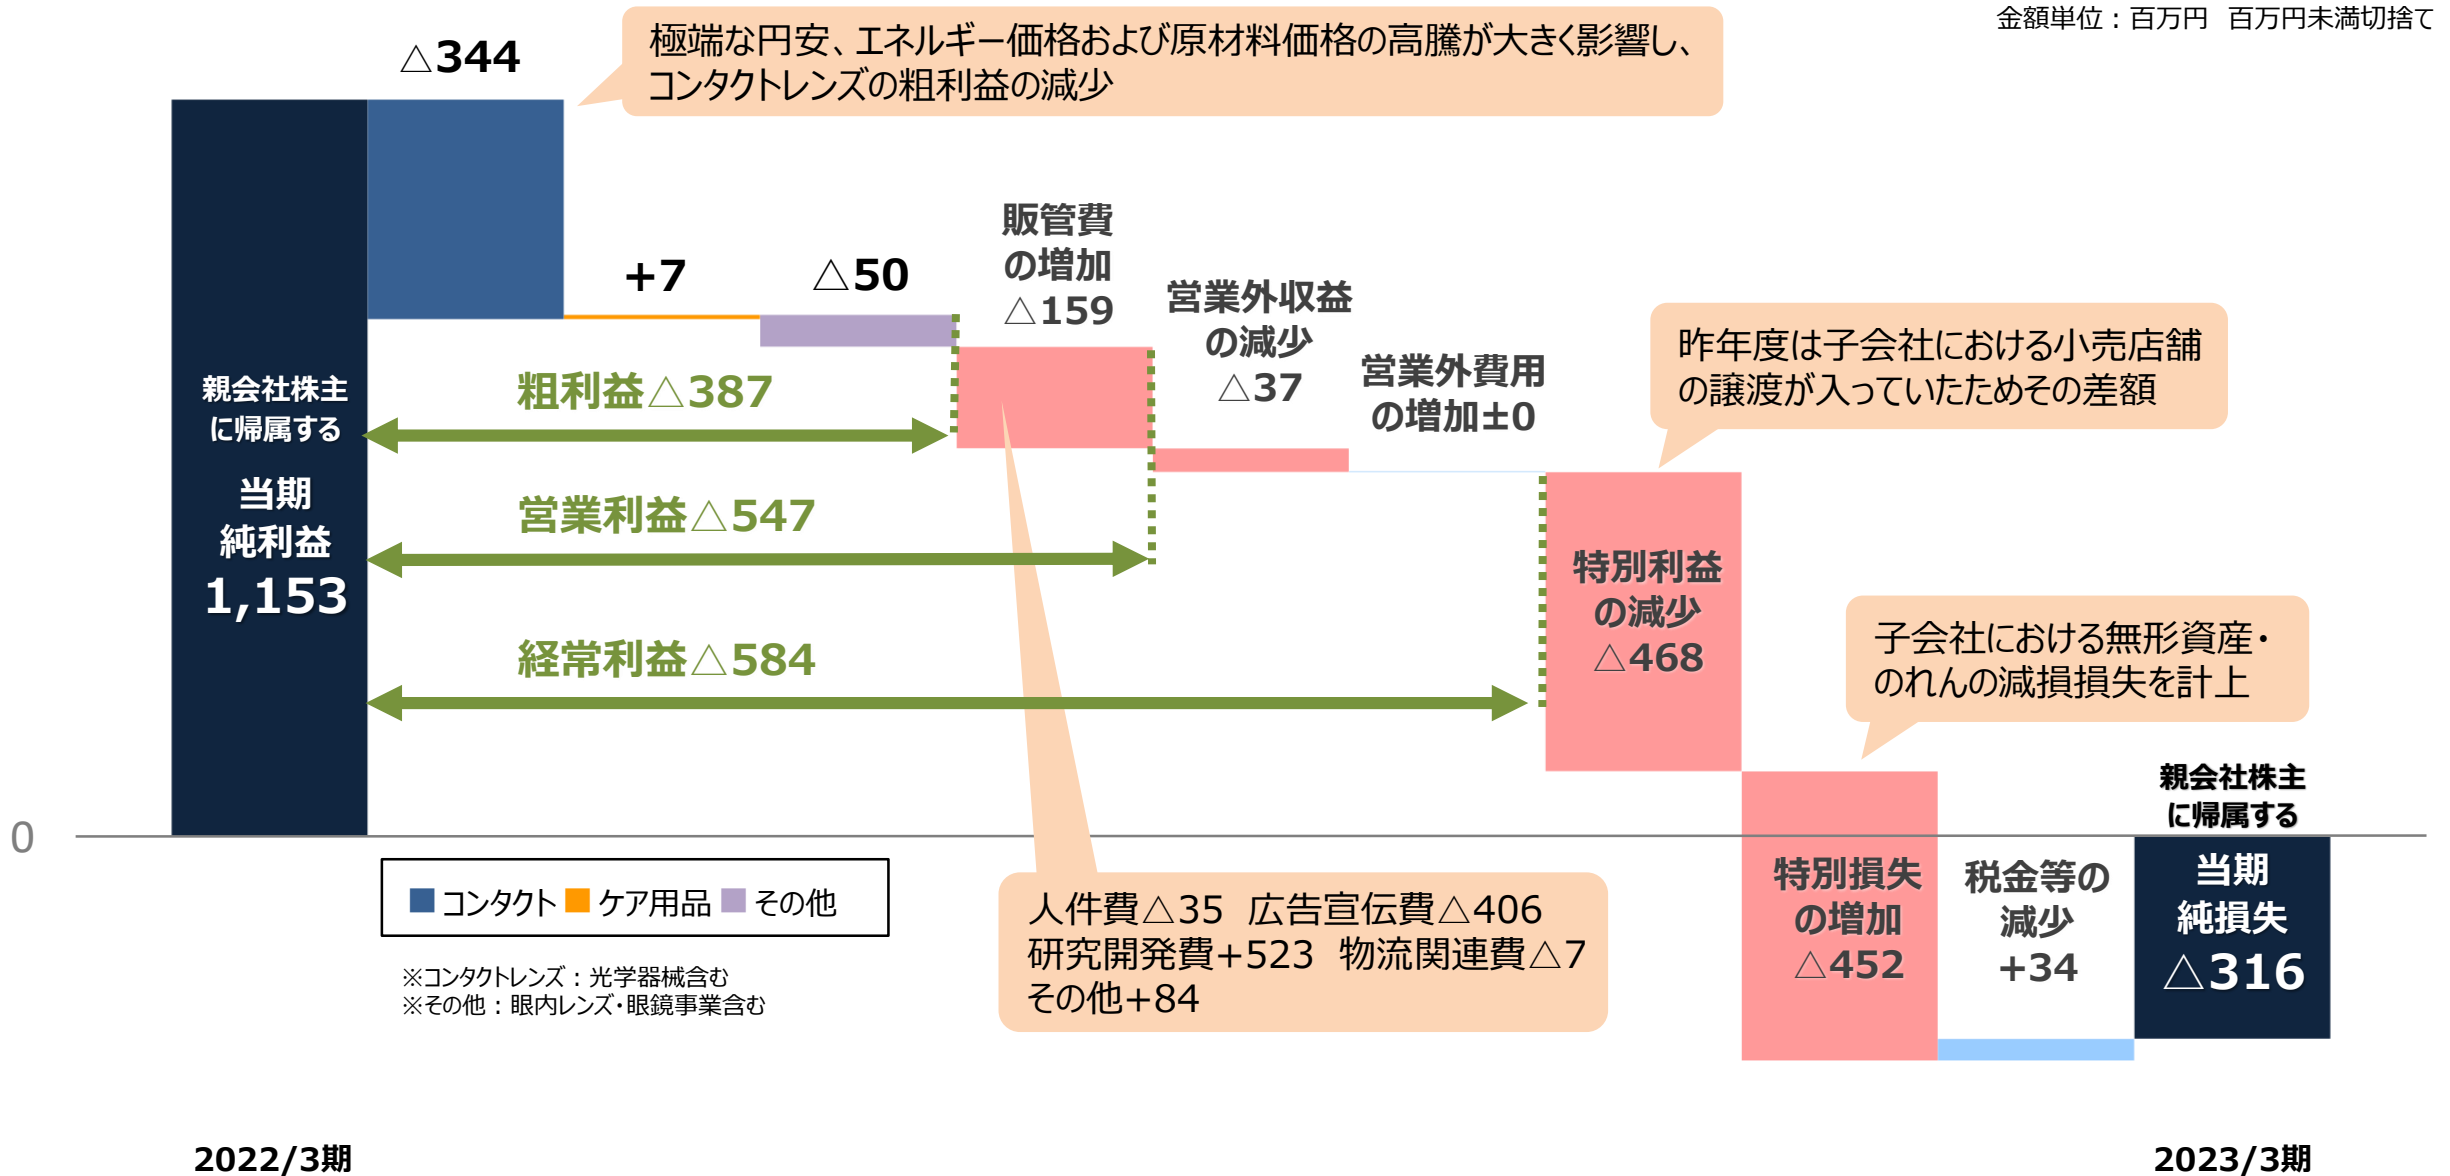 金額単位：百万円　百万円未満切捨て
△344
極端な円安、エネルギー価格および原材料価格の高騰が大きく影響し、
コンタクトレンズの粗利益の減少
+7
△50
販管費
の増加
△159
営業外収益
の減少
△37
営業外費用
の増加±0
昨年度は子会社における小売店舗
の譲渡が入っていたためその差額
親会社株主
に帰属する
当期
純利益
1,153
粗利益△387
営業利益△547
経常利益△584
特別利益
の減少
△468
子会社における無形資産・
のれんの減損損失を計上
0
特別損失
の増加
△452
税金等の
減少
+34
親会社株主
に帰属する
当期
純損失
△316
コンタクト ケア用品 その他
※コンタクトレンズ：光学器械含む
※その他：眼内レンズ・眼鏡事業含む
人件費△35　広告宣伝費△406
研究開発費+523　物流関連費△7
その他+84
2022/3期
2023/3期